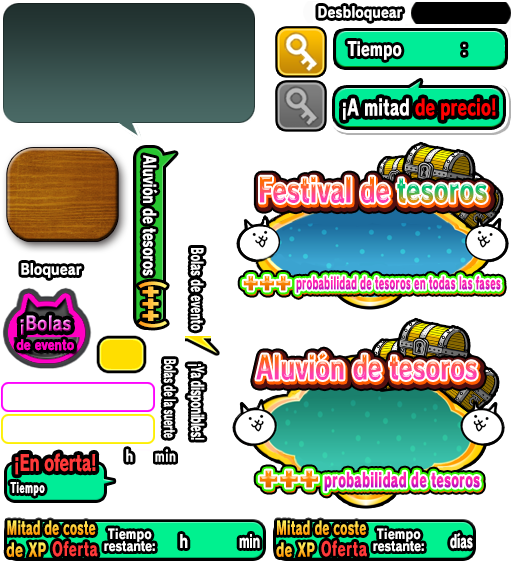 Desbloquear
Tiempo :
¡A mitad de precio!
Aluvión de tesoros
(+++)
Festival de tesoros
+++ probabilidad de tesoros en todas las fases
Bolas de evento
Bloquear
¡Bolas
de evento
¡Ya disponibles!
Bolas de la suerte
Aluvión de tesoros
+++ probabilidad de tesoros
h min
¡En oferta!
Tiempo
Mitad de coste
de XP Oferta
Tiempo
restante:
h min
Mitad de coste
de XP Oferta
Tiempo
restante:
días